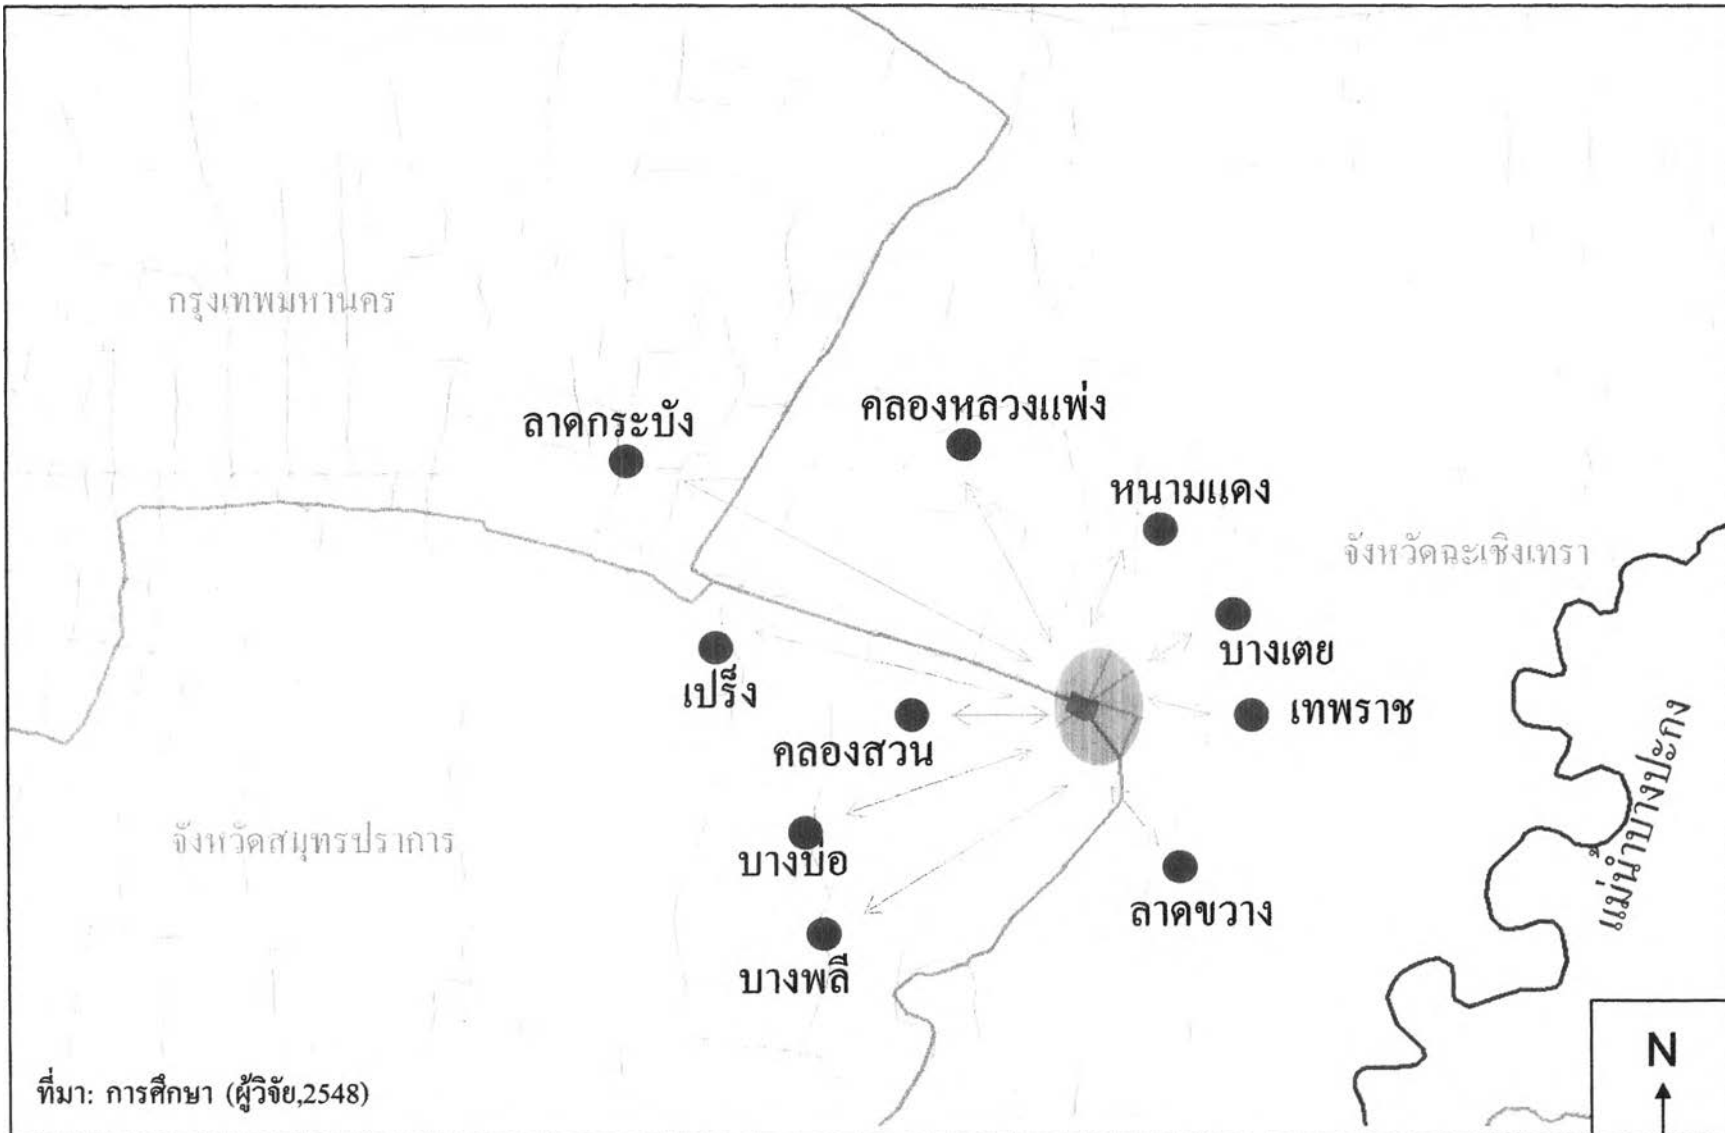 กรุงเทพมหานคร
ลาดกระบัง
คลองหลวงแพ่ง
หนามแดง
จังหวัดฉะเชิงเทรา
บางเตย
เปร็ง
เทพราช
คลองสวน
แม่น้ำบางปะกง
จังหวัดสมุทรปราการ
บางบ่อ
ลาดขวาง
บางพลี
N
ที่มา: การศึกษา (ผู้วิจัย,2548)